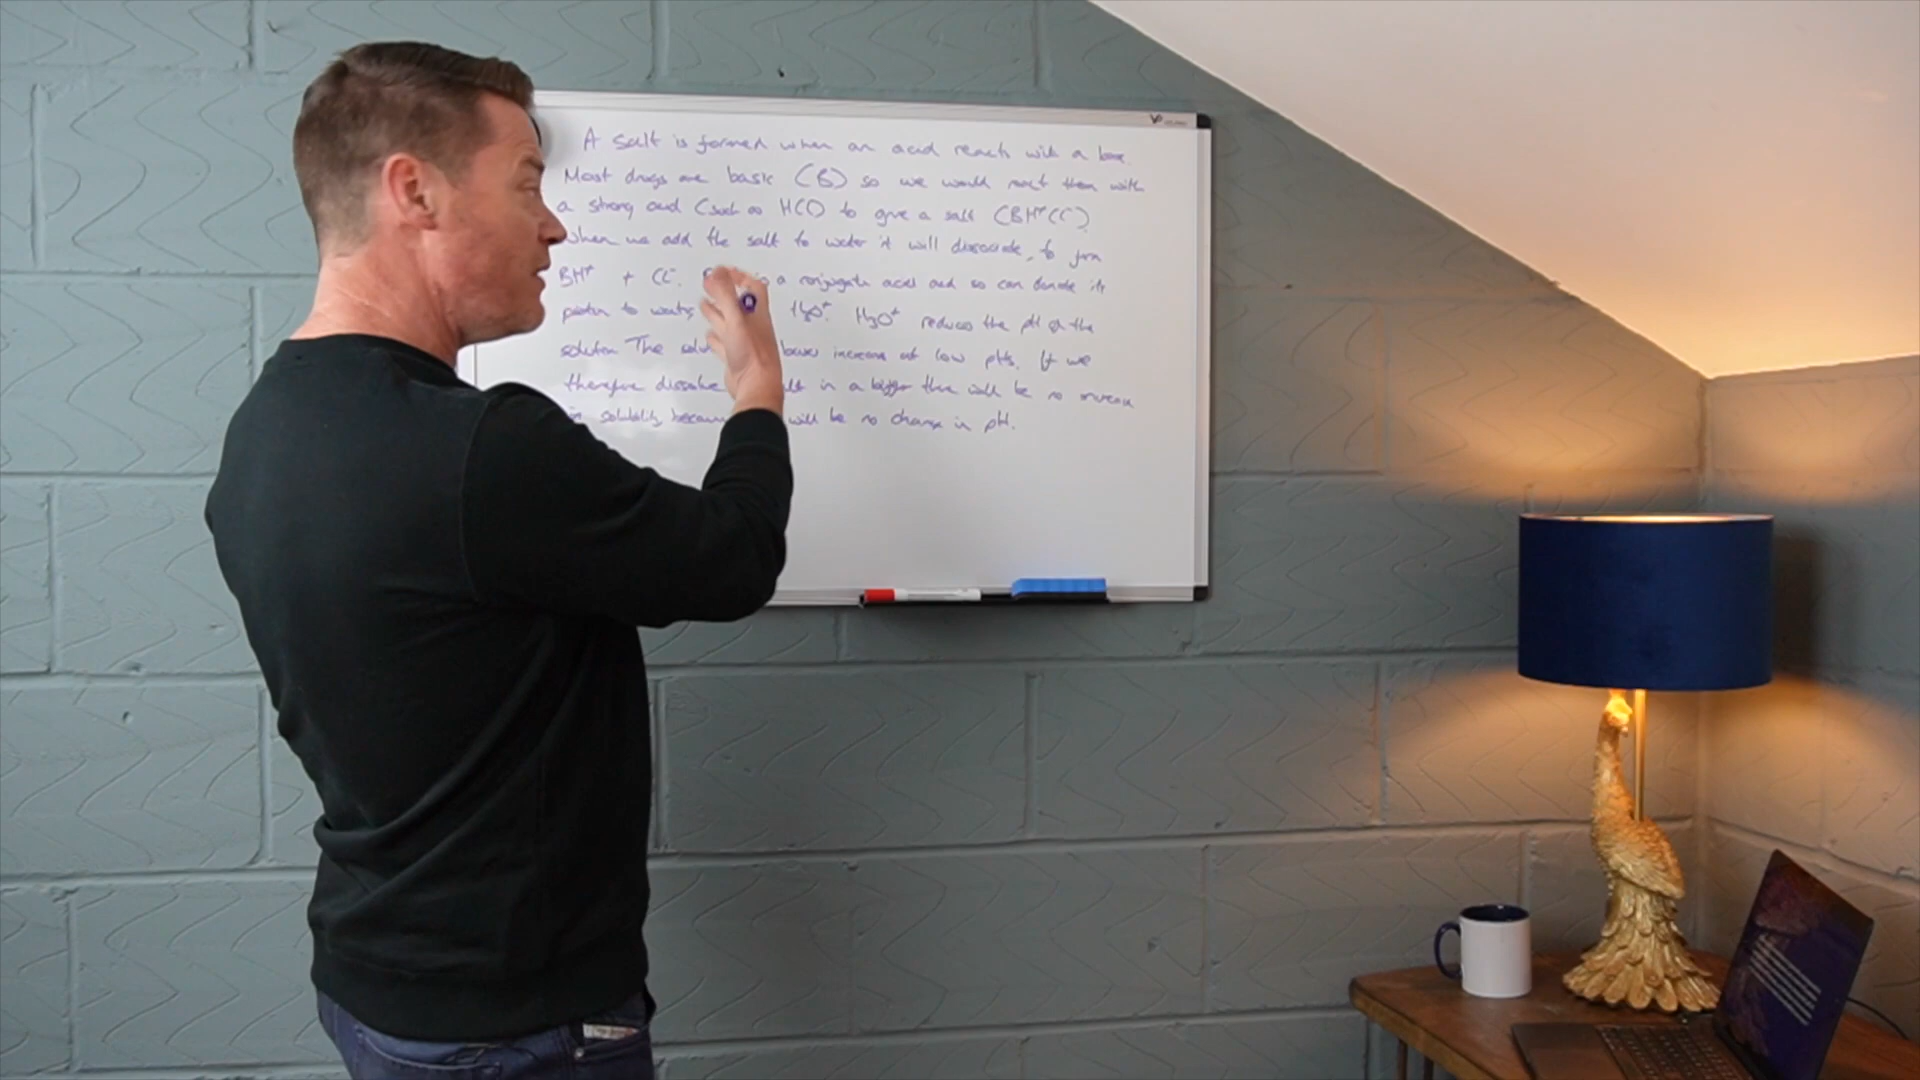 A salt is formed when an acid reacts with a base.
Most drugs are basic (B) so we would react them with
a strong acid (such as HCl) to give a salt (BH⁺Cl⁻).
When we add the salt to water it will dissociate, to form
BH⁺ + Cl⁻. is a conjugate acid and so can donate its
proton to water, H₃O⁺. H₃O⁺ reduces the pH of the
solution. The bases increase at low pHs. If we
therefore dissolve in a buffer there will be no increase
in solubility because will be no change in pH.